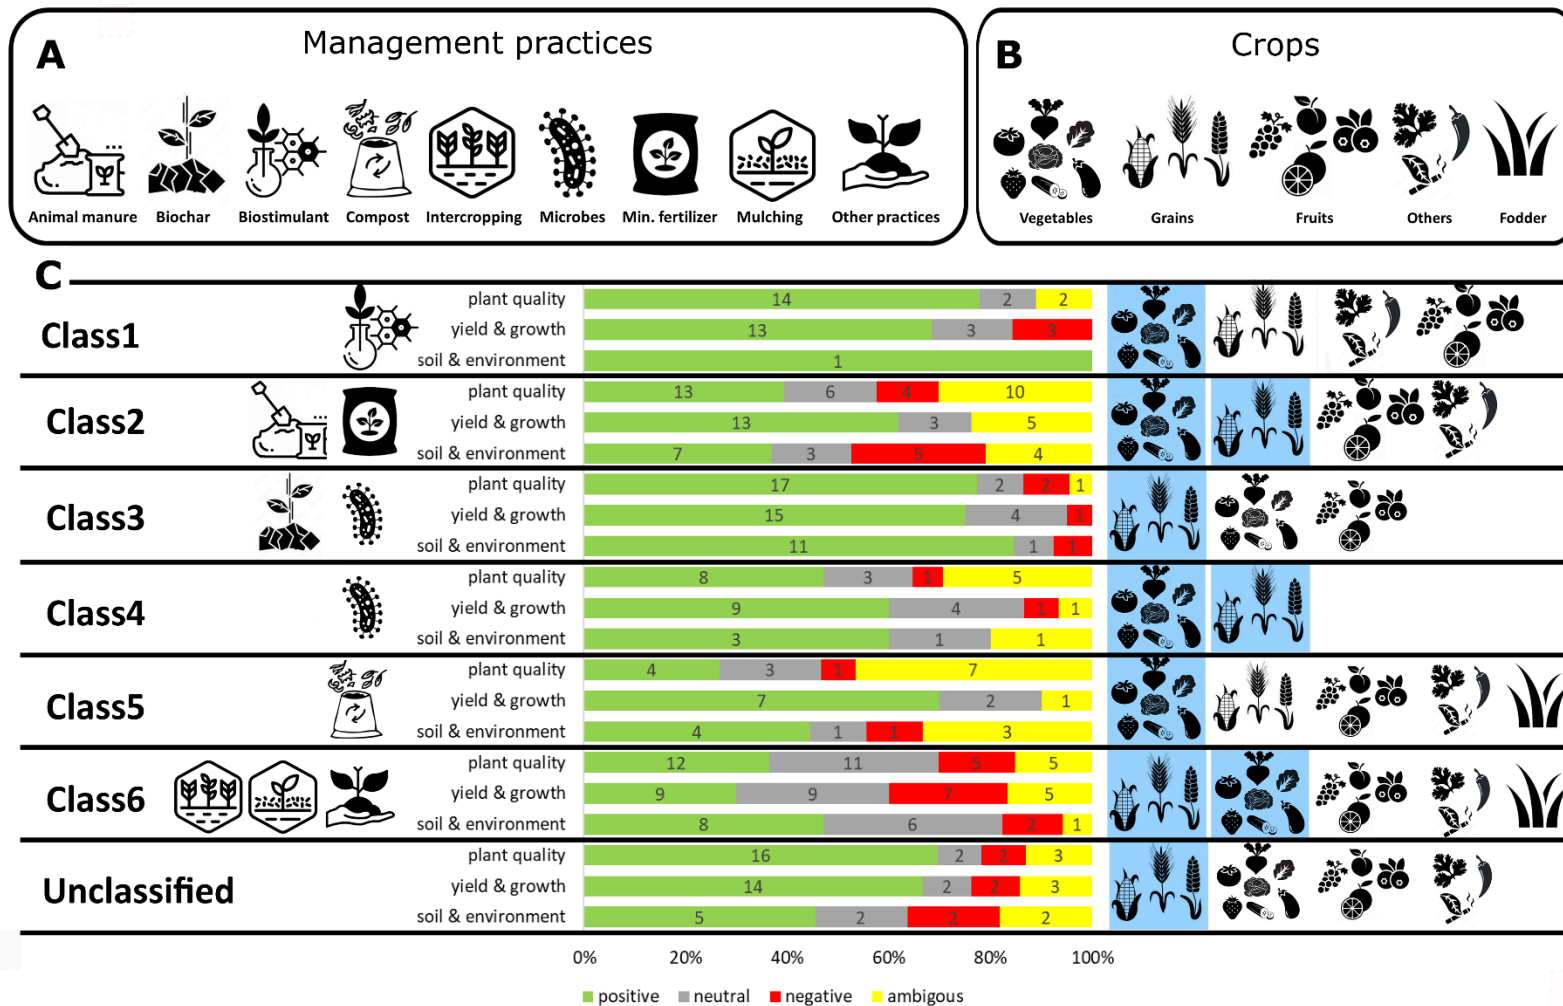 A Management practices
Animal manure Biochar Biostimulant Compost Intercropping Microbes Min. fertilizer Mulching Other practices
B Crops
Vegetables Grains Fruits Others Fodder
C
Class1
plant quality 14 2 2
yield & growth 13 3 3
soil & environment 1
Class2
plant quality 13 6 4 10
yield & growth 13 3 5
soil & environment 7 3 5 4
Class3
plant quality 17 2 2 1
yield & growth 15 4 1
soil & environment 11 1 1
Class4
plant quality 8 3 1 5
yield & growth 9 4 1 1
soil & environment 3 1 1
Class5
plant quality 4 3 1 7
yield & growth 7 2 1
soil & environment 4 1 1 3
Class6
plant quality 12 11 5 5
yield & growth 9 9 7 5
soil & environment 8 6 2 1
Unclassified
plant quality 16 2 2 3
yield & growth 14 2 2 3
soil & environment 5 2 2 2
0% 20% 40% 60% 80% 100%
positive neutral negative ambigous